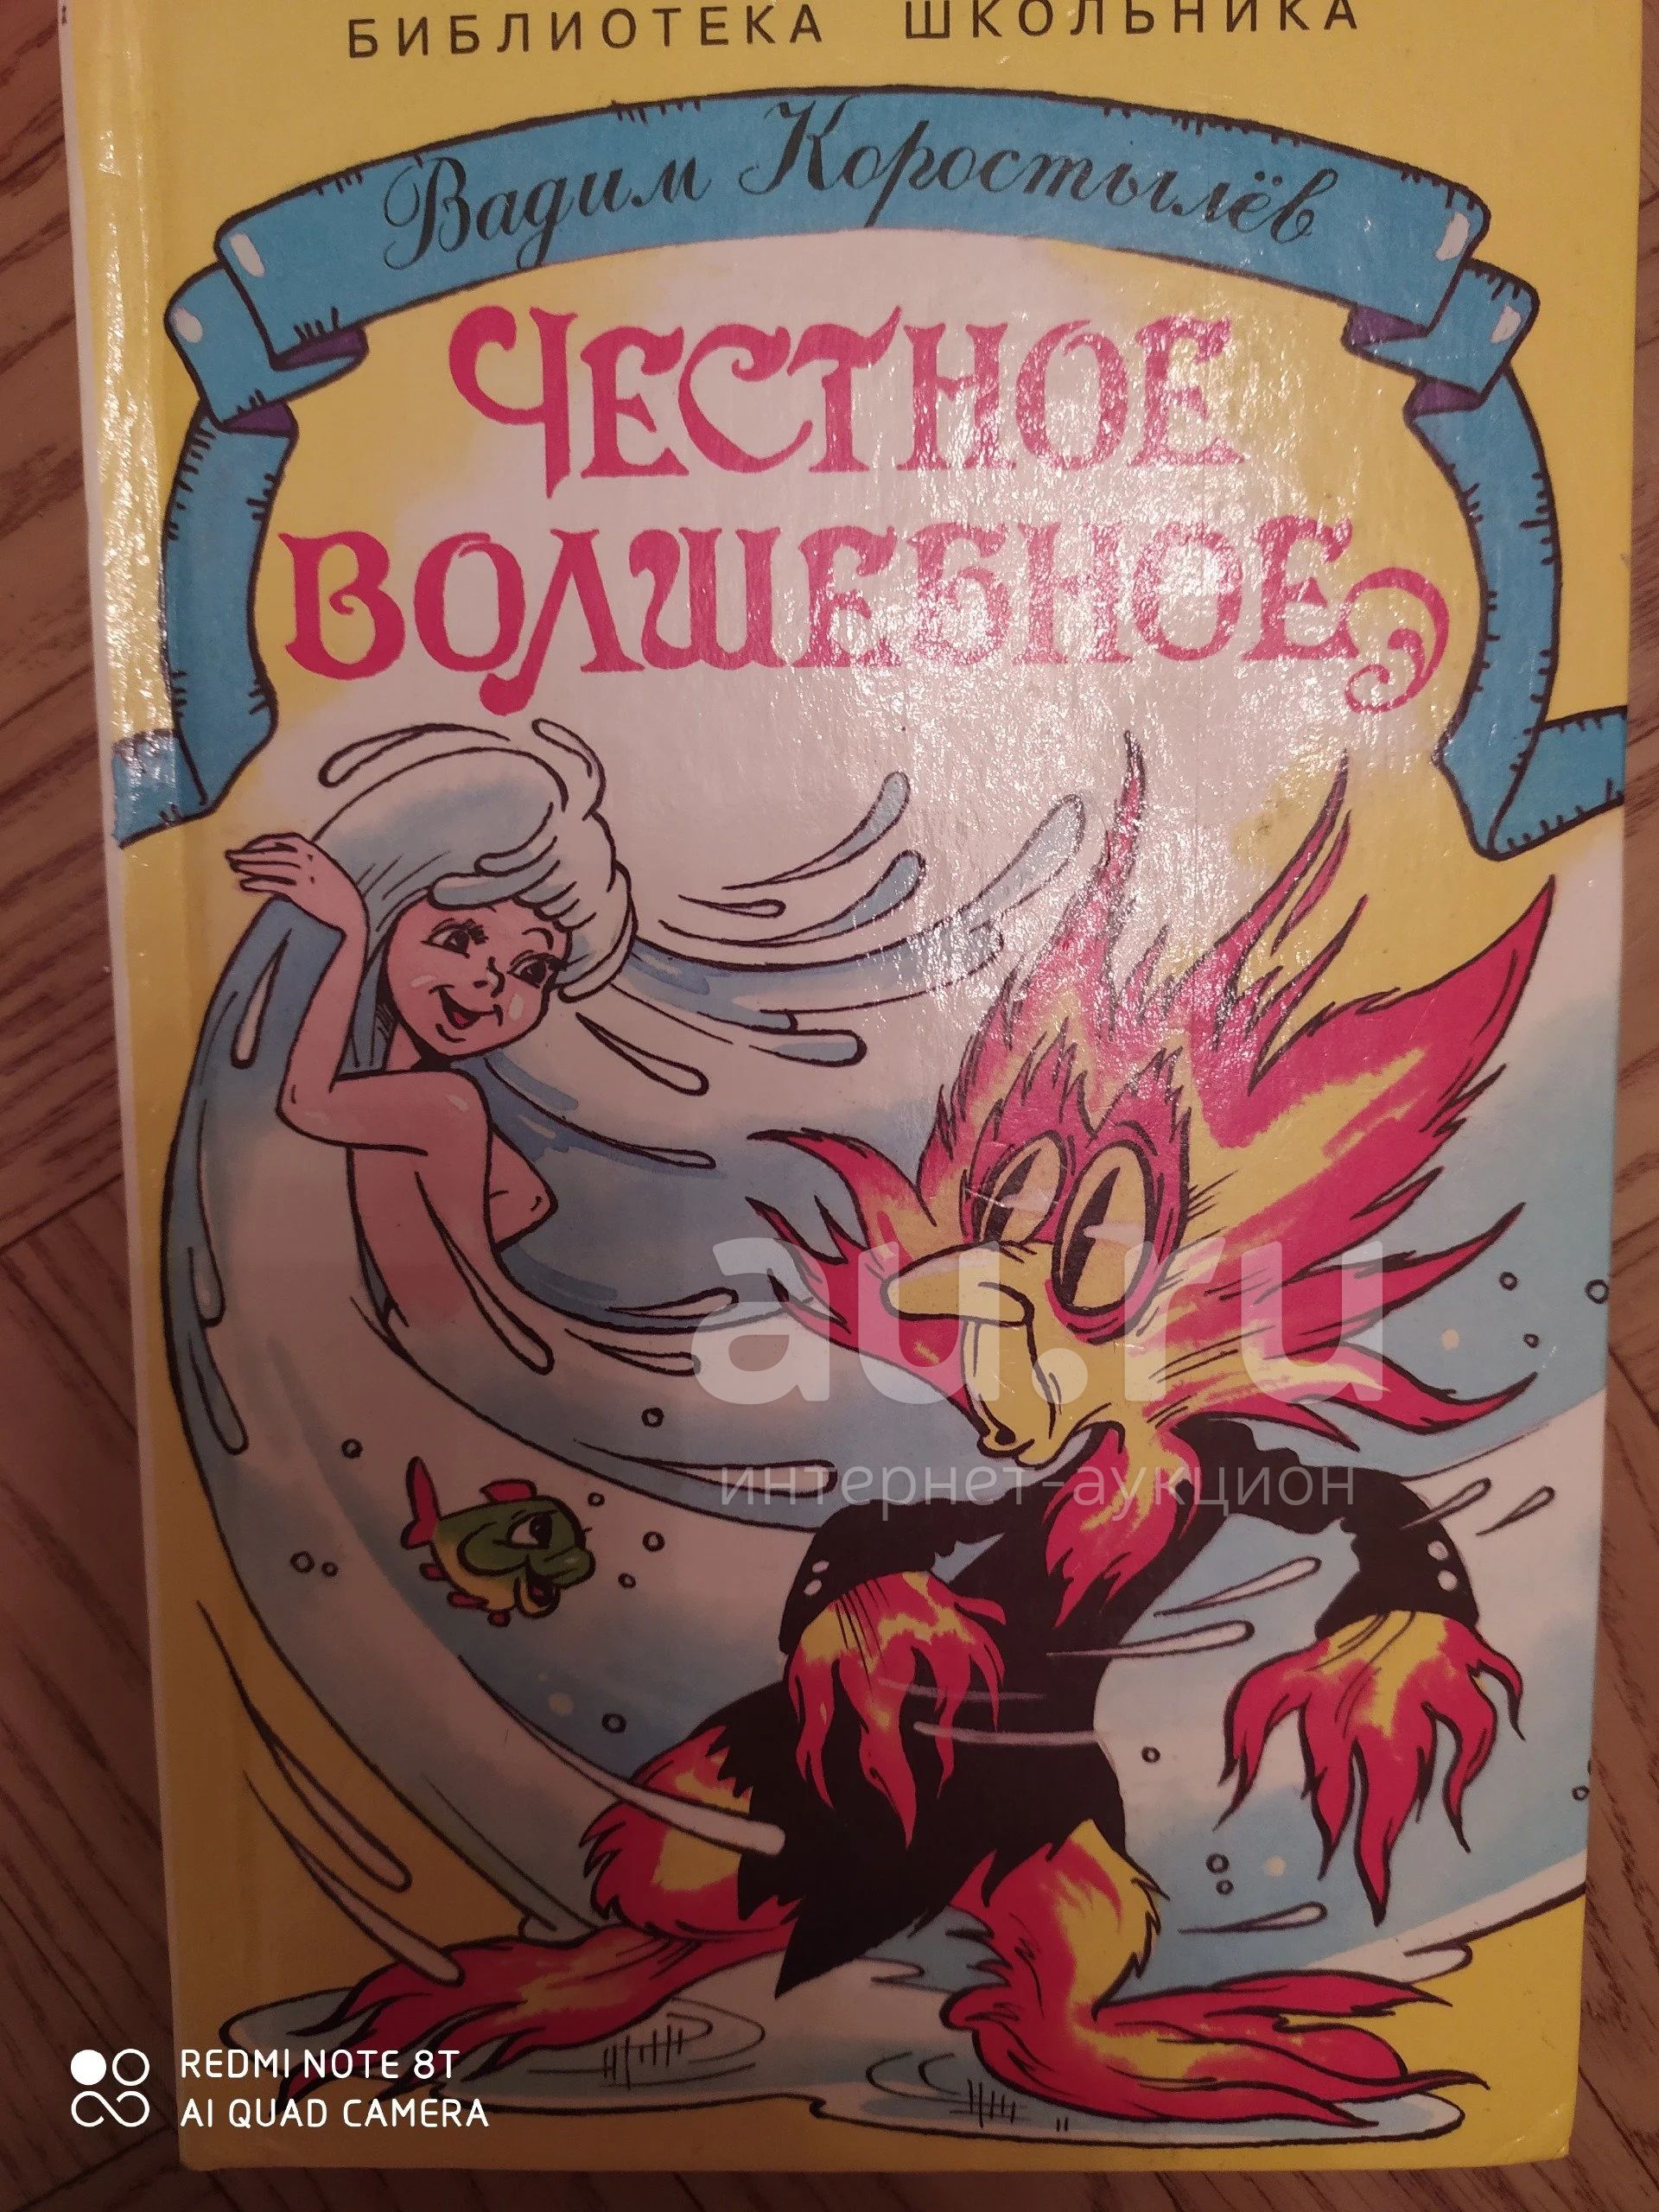 БИБЛИОТЕКА ШКОЛЬНИКА
Вадим Коростылёв
ЧЕСТНОЕ
ВОЛШЕБНОЕ
au.ru
интернет-аукцион
REDMI NOTE 8T
AI QUAD CAMERA